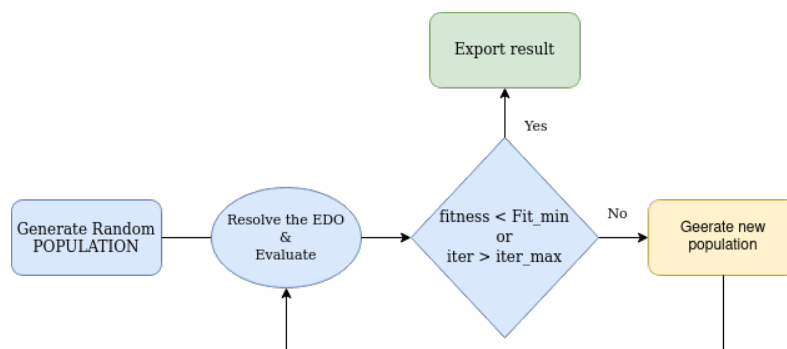 Export result
Yes
Generate Random
POPULATION
Resolve the EDO
&
Evaluate
fitness < Fit_min
or
iter > iter_max
No
Geerate new
population